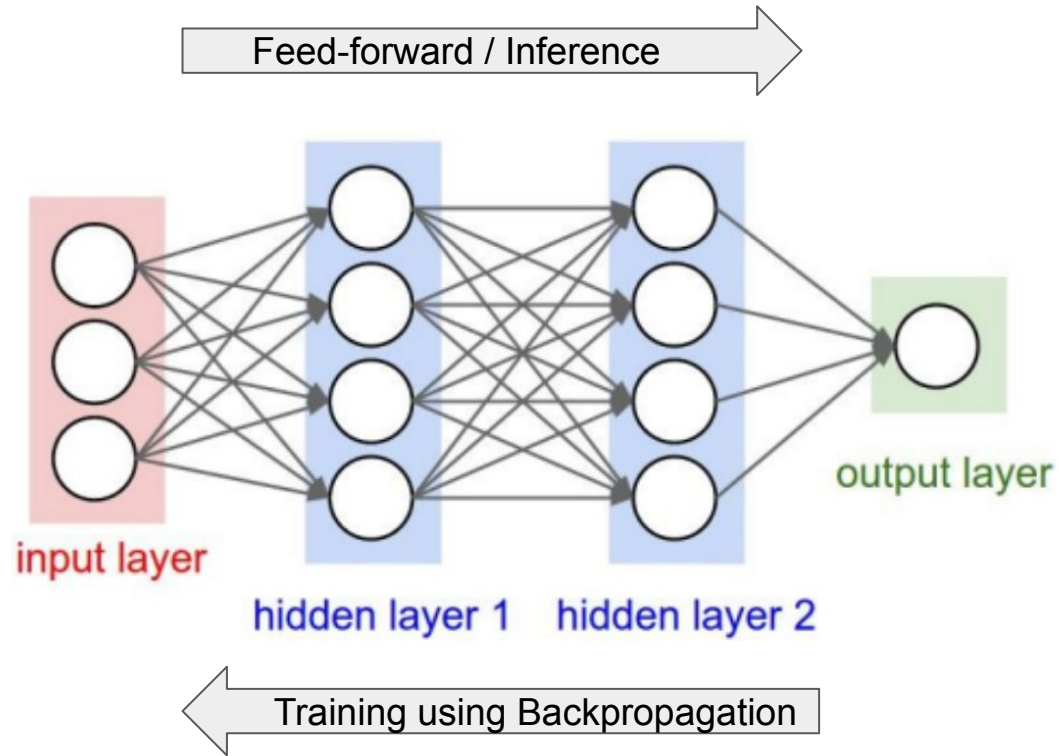 Feed-forward / Inference
input layer
hidden layer 1
hidden layer 2
output layer
Training using Backpropagation